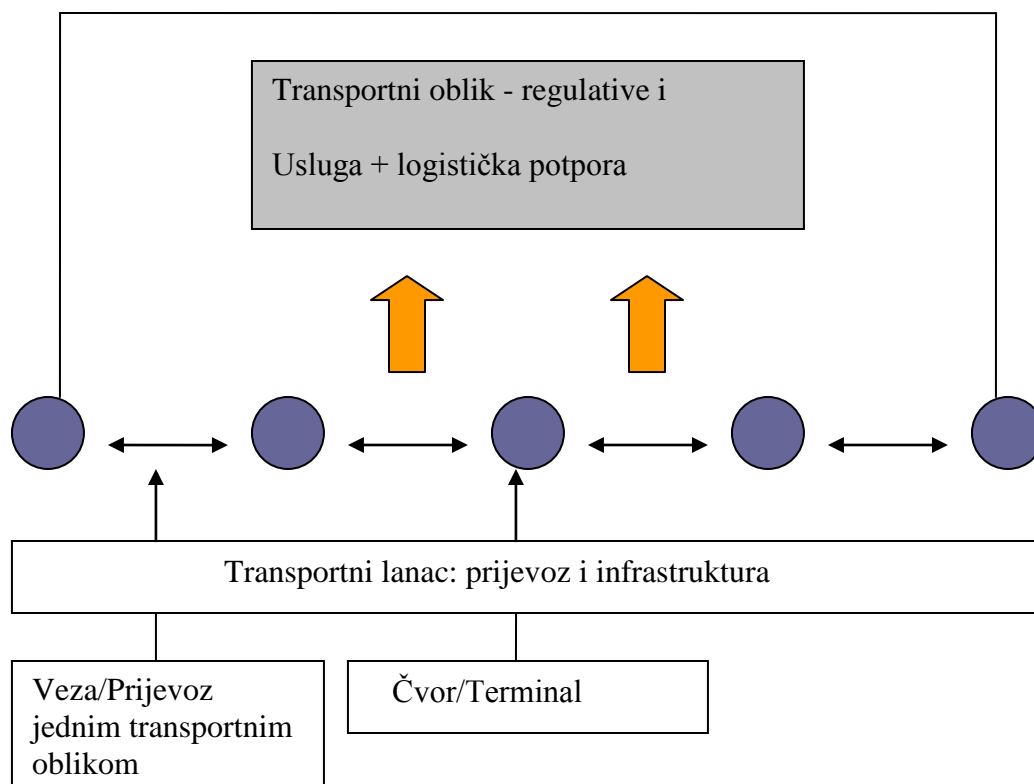 Transportni oblik - regulative i
Usluga + logistička potpora
Transportni lanac: prijevoz i infrastruktura
Veza/Prijevoz
jednim transportnim
oblikom
Čvor/Terminal